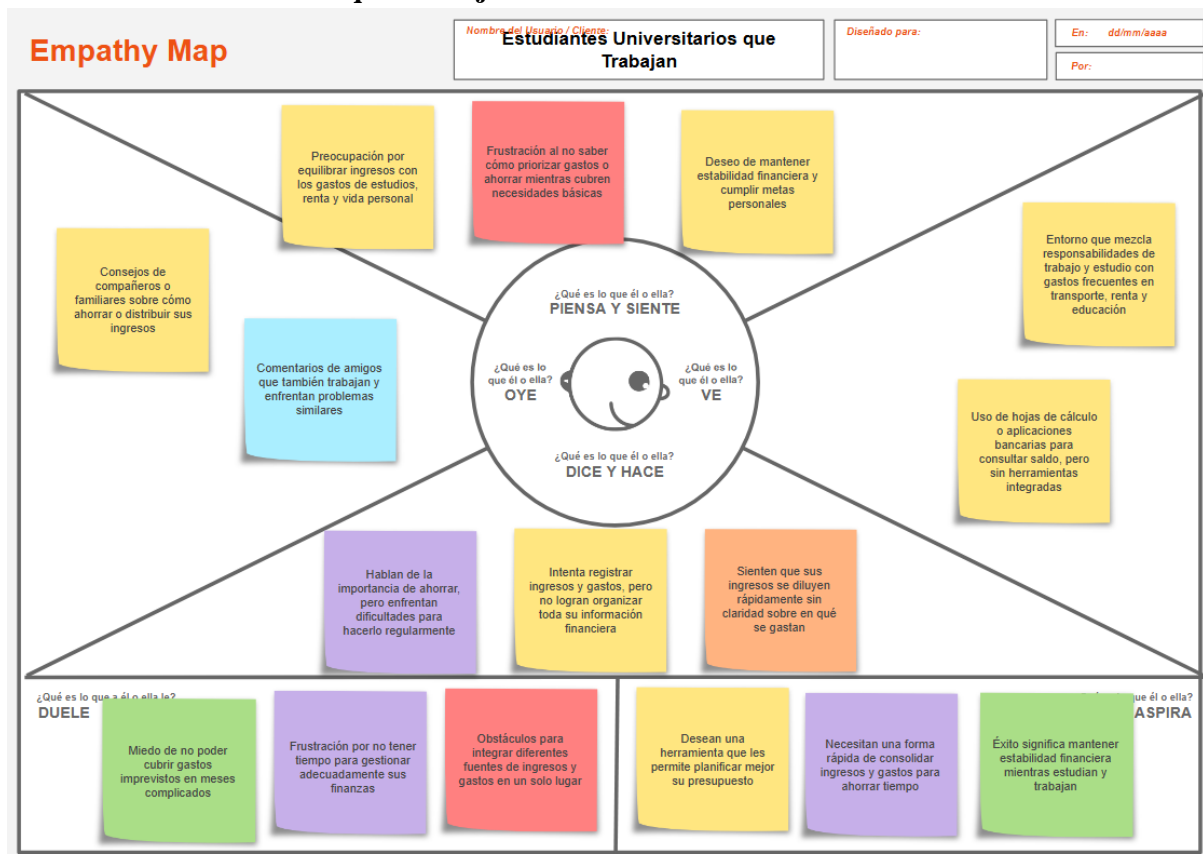 Empathy Map
Nombre del Usuario / Cliente:
Estudiantes Universitarios que
Trabajan
Diseñado para:
En: dd/mm/aaaa
Por:
Preocupación por
equilibrar ingresos con
los gastos de estudios,
renta y vida personal
Frustración al no saber
cómo priorizar gastos o
ahorrar mientras cubren
necesidades básicas
Deseo de mantener
estabilidad financiera y
cumplir metas
personales
Consejos de
compañeros o
familiares sobre cómo
ahorrar o distribuir sus
ingresos
Comentarios de amigos
que también trabajan y
enfrentan problemas
similares
Entorno que mezcla
responsabilidades de
trabajo y estudio con
gastos frecuentes en
transporte, renta y
educación
Uso de hojas de cálculo
o aplicaciones
bancarias para
consultar saldo, pero
sin herramientas
integradas
¿Qué es lo que él o ella?
PIENSA Y SIENTE
¿Qué es lo
que él o ella?
OYE
¿Qué es lo
que él o ella?
VE
¿Qué es lo que él o ella?
DICE Y HACE
Hablan de la
importancia de ahorrar,
pero enfrentan
dificultades para
hacerlo regularmente
Intenta registrar
ingresos y gastos, pero
no logran organizar
toda su información
financiera
Sienten que sus
ingresos se diluyen
rápidamente sin
claridad sobre en qué
se gastan
¿Qué es lo que a él o ella le?
DUELE
Miedo de no poder
cubrir gastos
imprevistos en meses
complicados
Frustración por no tener
tiempo para gestionar
adecuadamente sus
finanzas
Obstáculos para
integrar diferentes
fuentes de ingresos y
gastos en un solo lugar
Desean una
herramienta que les
permite planificar mejor
su presupuesto
Necesitan una forma
rápida de consolidar
ingresos y gastos para
ahorrar tiempo
Éxito significa mantener
estabilidad financiera
mientras estudian y
trabajan
que él o ella?
ASPIRA